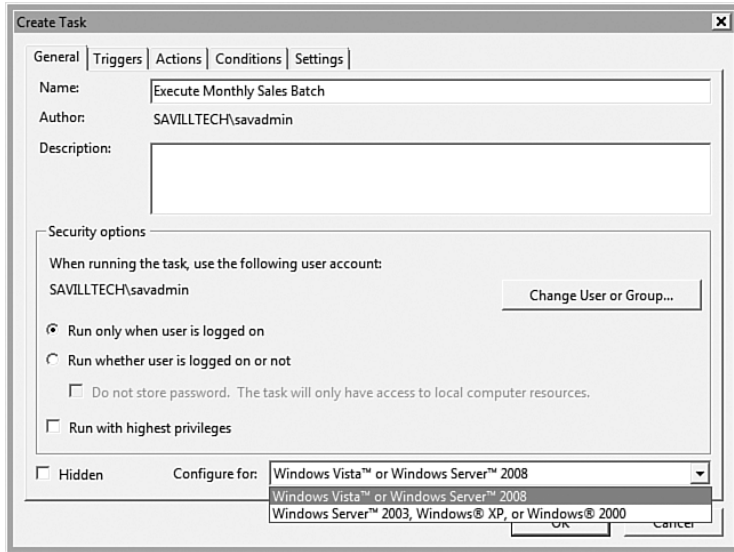 Create Task
General Triggers Actions Conditions Settings
Name: Execute Monthly Sales Batch
Author: SAVILLTECH\savadmin
Description:
Security options
When running the task, use the following user account:
SAVILLTECH\savadmin
Change User or Group...
Run only when user is logged on
Run whether user is logged on or not
Do not store password. The task will only have access to local computer resources.
Run with highest privileges
Hidden Configure for: Windows Vista™ or Windows Server™ 2008
Windows Vista™ or Windows Server™ 2008
Windows Server™ 2003, Windows® XP, or Windows® 2000
OK Cancel